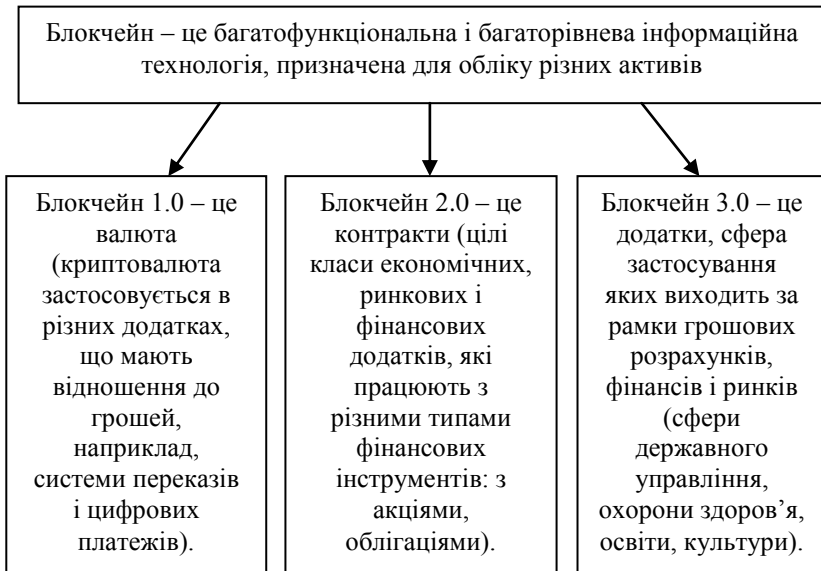 Блокчейн – це багатофункціональна і багаторівнева інформаційна
технологія, призначена для обліку різних активів
Блокчейн 1.0 – це
валюта
(криптовалюта
застосовується в
різних додатках,
що мають
відношення до
грошей,
наприклад,
системи переказів
і цифрових
платежів).
Блокчейн 2.0 – це
контракти (цілі
класи економічних,
ринкових і
фінансових
додатків, які
працюють з
різними типами
фінансових
інструментів: з
акціями,
облігаціями).
Блокчейн 3.0 – це
додатки, сфера
застосування
яких виходить за
рамки грошових
розрахунків,
фінансів і ринків
(сфери
державного
управління,
охорони здоров’я,
освіти, культури).